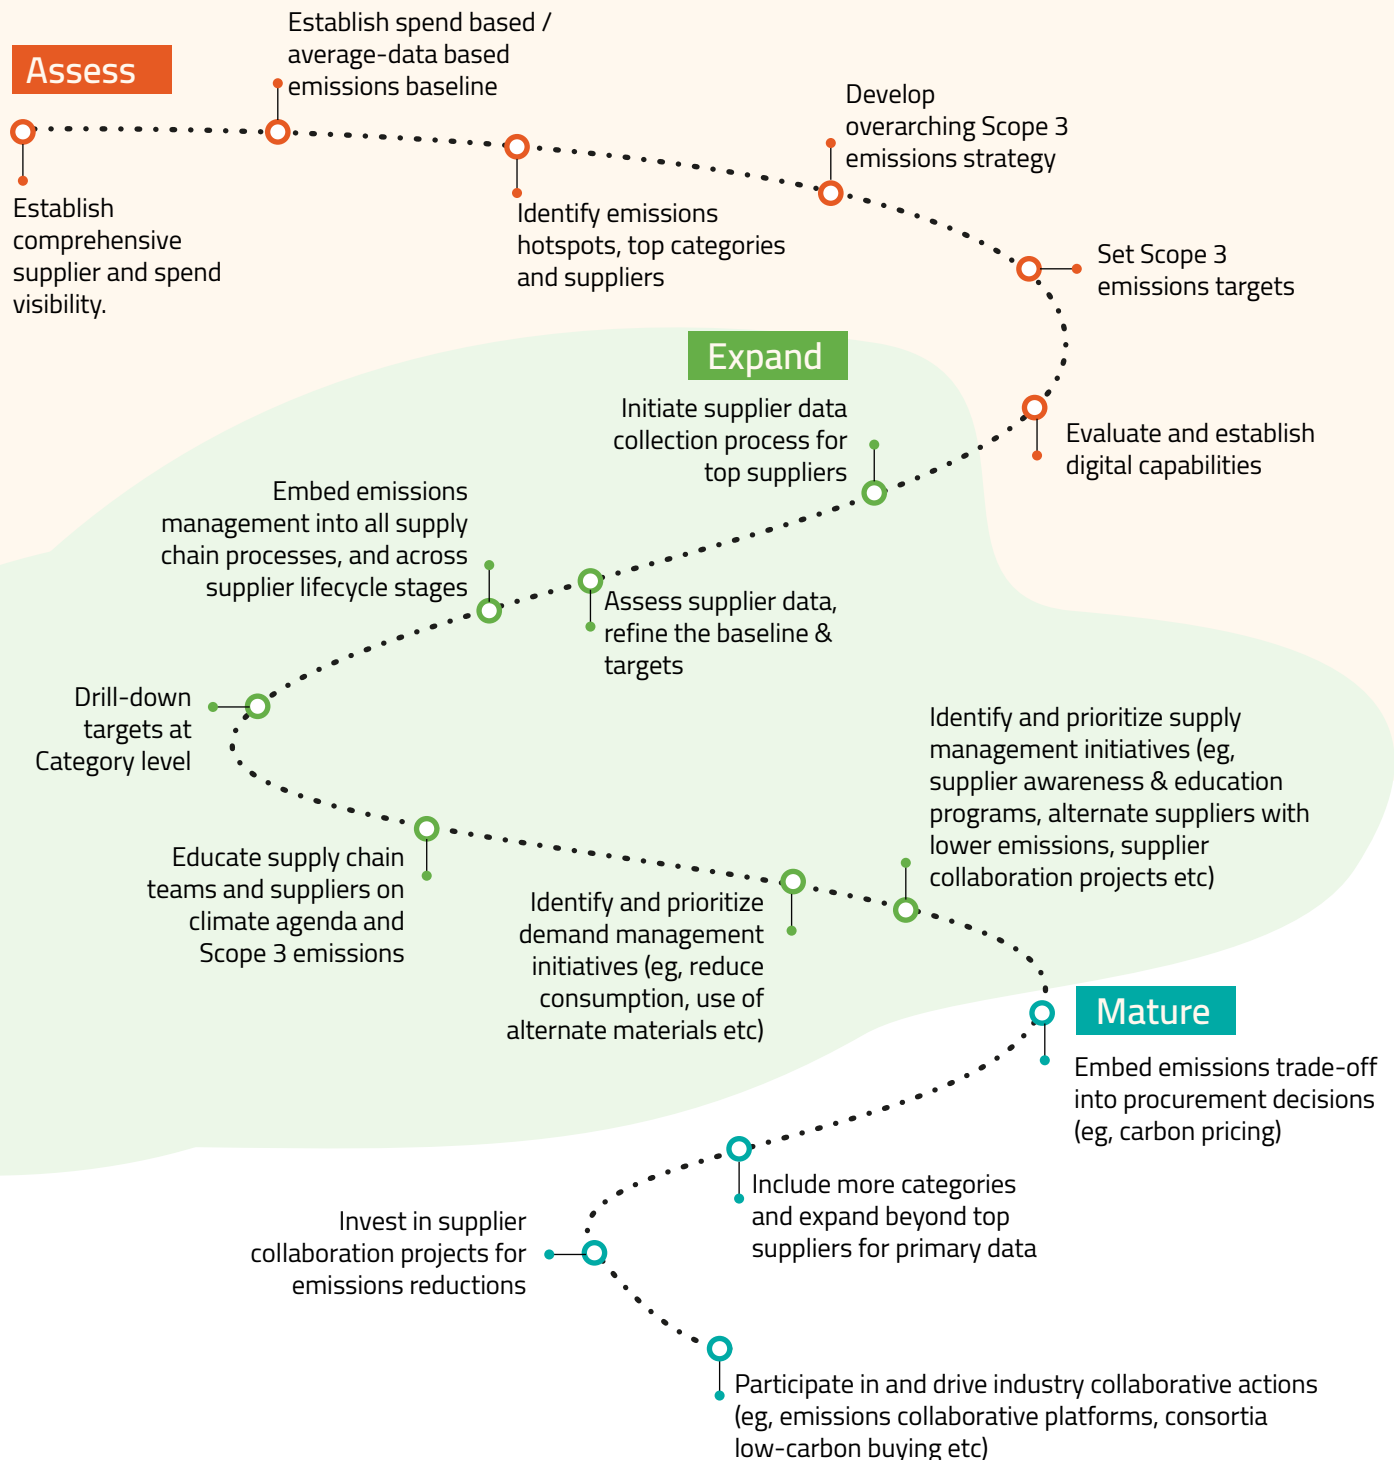 Assess
Establish
comprehensive
supplier and spend
visibility.
Establish spend based /
average-data based
emissions baseline
Identify emissions
hotspots, top categories
and suppliers
Develop
overarching Scope 3
emissions strategy
Set Scope 3
emissions targets
Evaluate and establish
digital capabilities
Expand
Initiate supplier data
collection process for
top suppliers
Assess supplier data,
refine the baseline &
targets
Embed emissions
management into all supply
chain processes, and across
supplier lifecycle stages
Drill-down
targets at
Category level
Educate supply chain
teams and suppliers on
climate agenda and
Scope 3 emissions
Identify and prioritize
demand management
initiatives (eg, reduce
consumption, use of
alternate materials etc)
Identify and prioritize supply
management initiatives (eg,
supplier awareness & education
programs, alternate suppliers with
lower emissions, supplier
collaboration projects etc)
Mature
Embed emissions trade-off
into procurement decisions
(eg, carbon pricing)
Include more categories
and expand beyond top
suppliers for primary data
Invest in supplier
collaboration projects for
emissions reductions
Participate in and drive industry collaborative actions
(eg, emissions collaborative platforms, consortia
low-carbon buying etc)